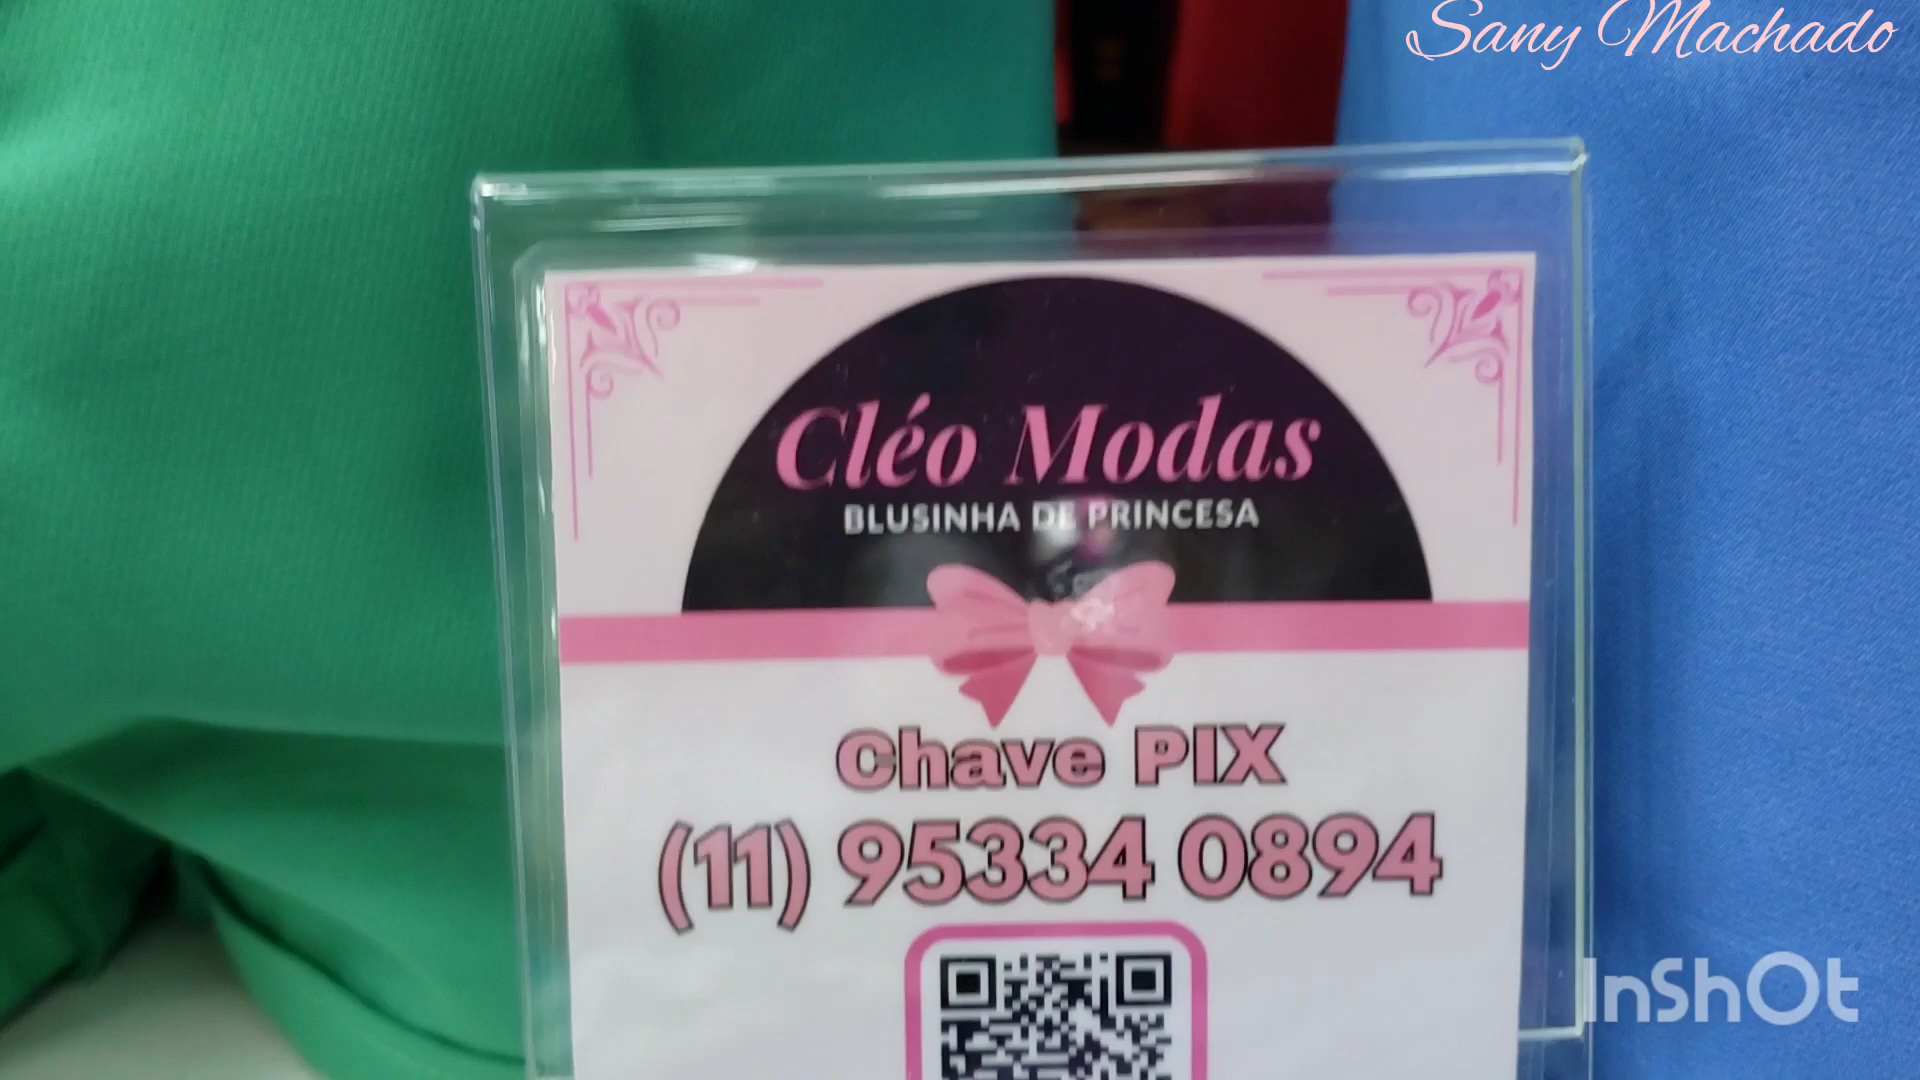 Sany Machado
Cléo Modas
BLUSINHA DE PRINCESA
Chave PIX
(11) 95334 0894
InShOt